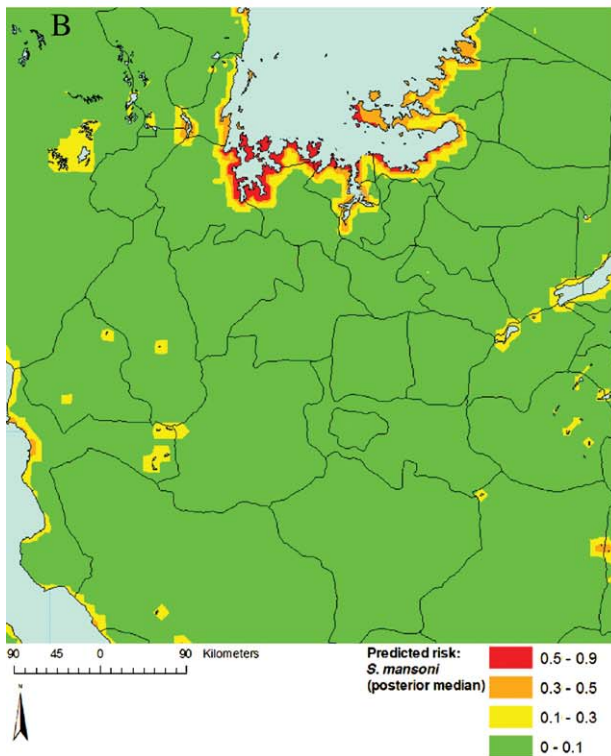 B
90 45 0 90 Kilometers
Predicted risk:
S. mansoni
(posterior median)
0.5 - 0.9
0.3 - 0.5
0.1 - 0.3
0 - 0.1